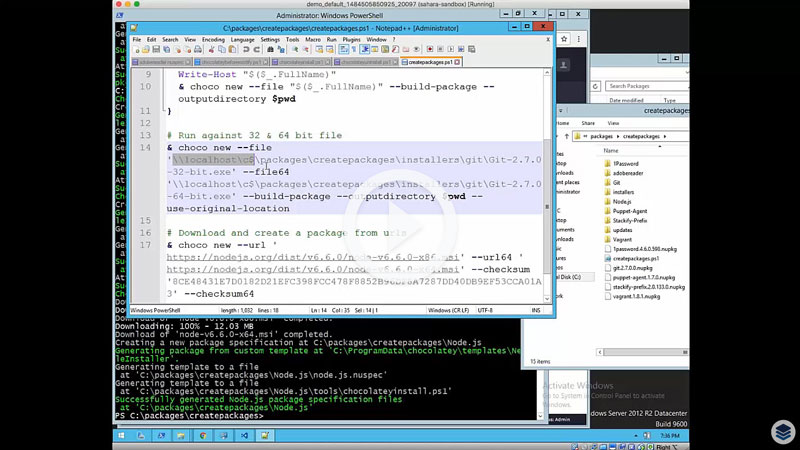 demo_default_1484505850925_20097 (sahara-sandbox) [Running]
Administrator: Windows PowerShell
C:\packages\createpackages\createpackages.ps1 - Notepad++ [Administrator]
File Edit Search View Encoding Language Settings Tools Macro Run Plugins Window ?
createpackages.ps1
9 Write-Host "$($_.FullName)"
10 & choco new --file "$($_.FullName)" --build-package --
outputdirectory $pwd
11 }
12
13 # Run against 32 & 64 bit file
14 & choco new --file
'\\localhost\c$\packages\createpackages\installers\git\Git-2.7.0
-32-bit.exe' --file64
'\\localhost\c$\packages\createpackages\installers\git\Git-2.7.0
-64-bit.exe' --build-package --outputdirectory $pwd --
use-original-location
15
16 # Download and create a package from urls
17 & choco new --url '
https://nodejs.org/dist/v6.6.0/node-v6.6.0-x86.msi' --url64 '
https://nodejs.org/dist/v6.6.0/node-v6.6.0-x64.msi' --checksum
3' --checksum64
Windows PowerShell length : 1,190 lines : 18 Ln : 14 Col : 35 Sel : 14 | 1 Windows (CR LF) UTF-8 INS
Search Packages
Date modified Type
createpackages
Home Share View
packages createpackages
Name
1Password
adobereader
Git
installers
Node.js
Puppet-Agent
Stackify-Prefix
updates
Vagrant
1password.4.6.0.598.nupkg
createpackages.ps1
git.2.7.0.0.nupkg
puppet-agent.1.7.0.nupkg
stackify-prefix.2.0.133.0.nupkg
vagrant.1.8.1.nupkg
Disk (C:)
15 items
Downloading: 100% - 12.03 MB
Download of 'node-v6.6.0-x64.msi' completed.
Creating a new package specification at C:\packages\createpackages\Node.js
Generating package from custom template at 'C:\ProgramData\chocolatey\templates\Ne
leInstaller'.
Generating template to a file
at 'C:\packages\createpackages\Node.js\node.js.nuspec'
Generating template to a file
at 'C:\packages\createpackages\Node.js\tools\chocolateyinstall.ps1'
Successfully generated Node.js package specification files
at 'C:\packages\createpackages\Node.js'
PS C:\packages\createpackages>
Activate Windows
Go to System in Control Panel to activate
Windows.
Windows Server 2012 R2 Datacenter
Build 9600
7:36 PM